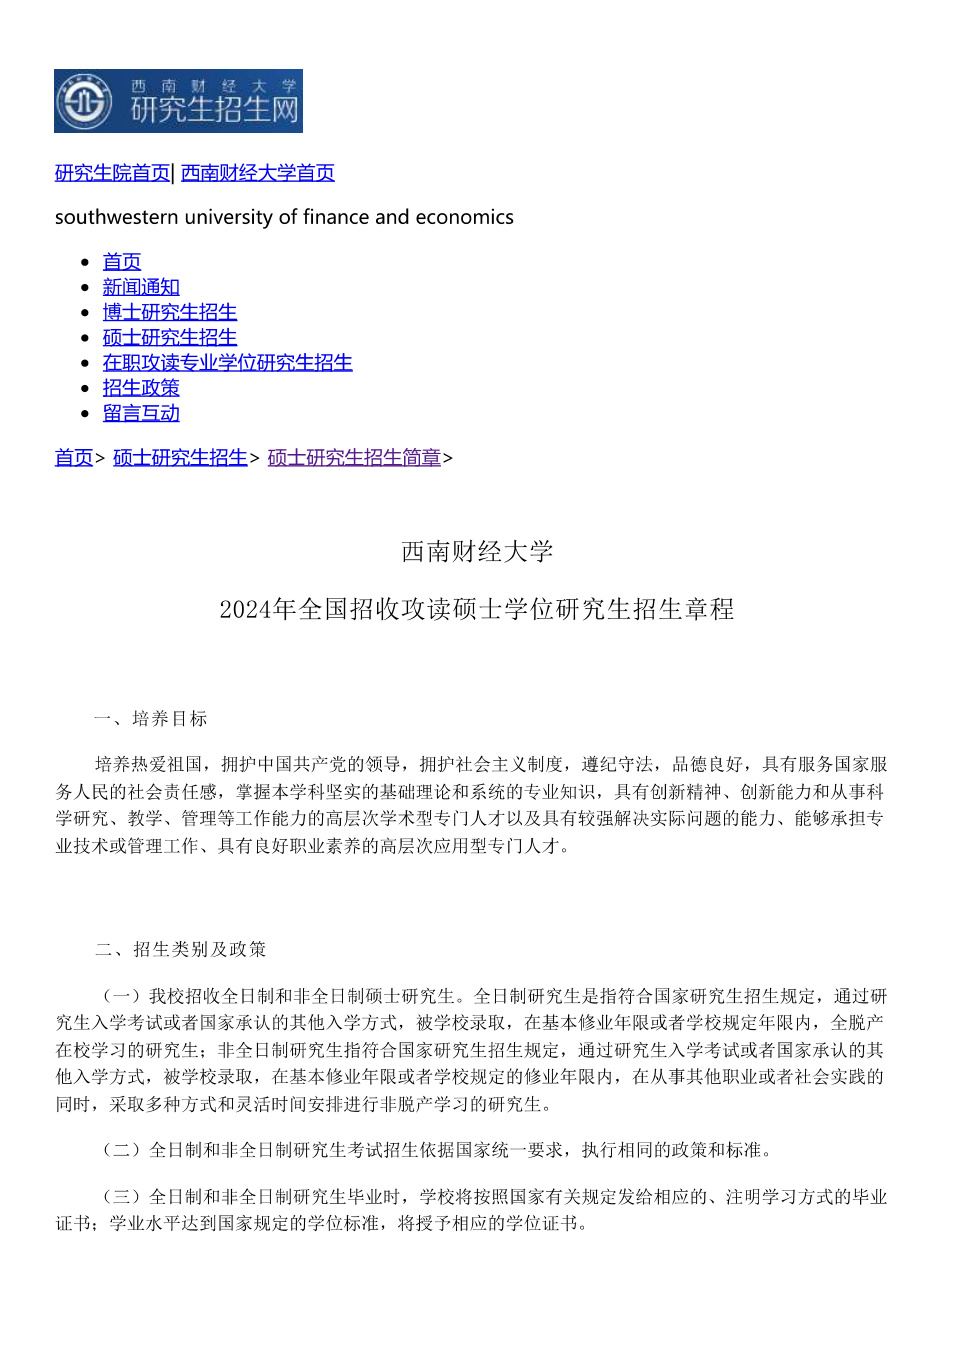 西南财经大学
研究生招生网
研究生院首页| 西南财经大学首页
southwestern university of finance and economics
首页
新闻通知
博士研究生招生
硕士研究生招生
在职攻读专业学位研究生招生
招生政策
留言互动
首页> 硕士研究生招生> 硕士研究生招生简章>
西南财经大学
2024年全国招收攻读硕士学位研究生招生章程
一、培养目标
培养热爱祖国，拥护中国共产党的领导，拥护社会主义制度，遵纪守法，品德良好，具有服务国家服
务人民的社会责任感，掌握本学科坚实的基础理论和系统的专业知识，具有创新精神、创新能力和从事科
学研究、教学、管理等工作能力的高层次学术型专门人才以及具有较强解决实际问题的能力、能够承担专
业技术或管理工作、具有良好职业素养的高层次应用型专门人才。
二、招生类别及政策
（一）我校招收全日制和非全日制硕士研究生。全日制研究生是指符合国家研究生招生规定，通过研
究生入学考试或者国家承认的其他入学方式，被学校录取，在基本修业年限或者学校规定年限内，全脱产
在校学习的研究生；非全日制研究生指符合国家研究生招生规定，通过研究生入学考试或者国家承认的其
他入学方式，被学校录取，在基本修业年限或者学校规定的修业年限内，在从事其他职业或者社会实践的
同时，采取多种方式和灵活时间安排进行非脱产学习的研究生。
（二）全日制和非全日制研究生考试招生依据国家统一要求，执行相同的政策和标准。
（三）全日制和非全日制研究生毕业时，学校将按照国家有关规定发给相应的、注明学习方式的毕业
证书；学业水平达到国家规定的学位标准，将授予相应的学位证书。